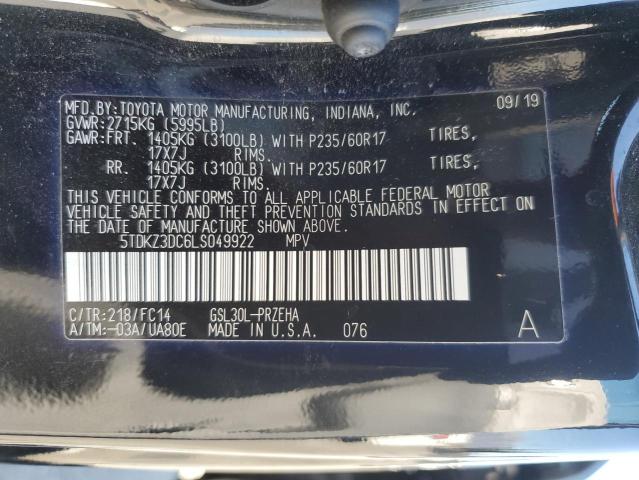 MFD.BY:TOYOTA MOTOR MANUFACTURING, INDIANA, INC. 09/19
GVWR:2715KG (5995LB)
GAWR:FRT. 1405KG (3100LB) WITH P235/60R17 TIRES,
17X7J RIMS.
RR. 1405KG (3100LB) WITH P235/60R17 TIRES,
17X7J RIMS.
THIS VEHICLE CONFORMS TO ALL APPLICABLE FEDERAL MOTOR
VEHICLE SAFETY AND THEFT PREVENTION STANDARDS IN EFFECT ON
THE DATE OF MANUFACTURE SHOWN ABOVE.
5TDKZ3DC6LS049922 MPV
C/TR:218/FC14 GSL30L-PRZEHA
A/TM:-03A/UA80E MADE IN U.S.A. 076 A